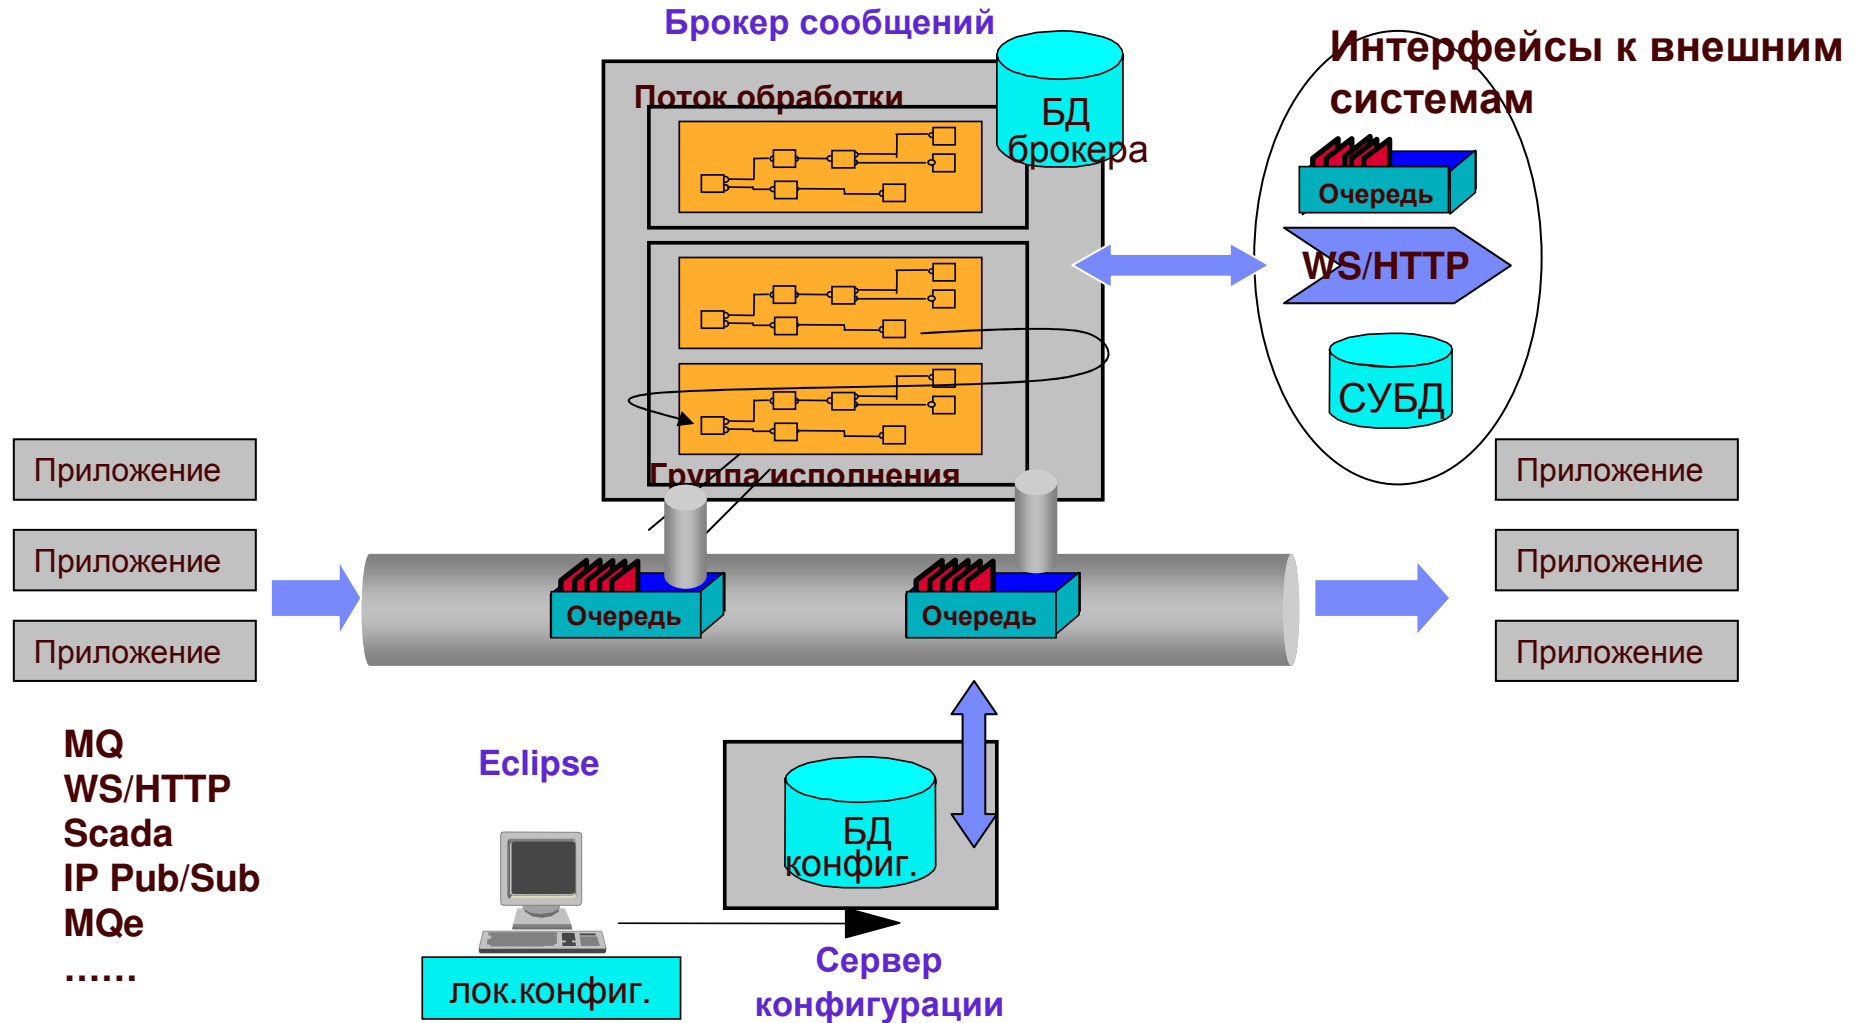 Брокер сообщений
Интерфейсы к внешним
системам
Поток обработки
БД
брокера
Очередь
WS/HTTP
СУБД
Группа исполнения
Приложение
Приложение
Приложение
Очередь
Очередь
Приложение
Приложение
Приложение
MQ
WS/HTTP
Scada
IP Pub/Sub
MQe
……
Eclipse
лок.конфиг.
БД
конфиг.
Сервер
конфигурации